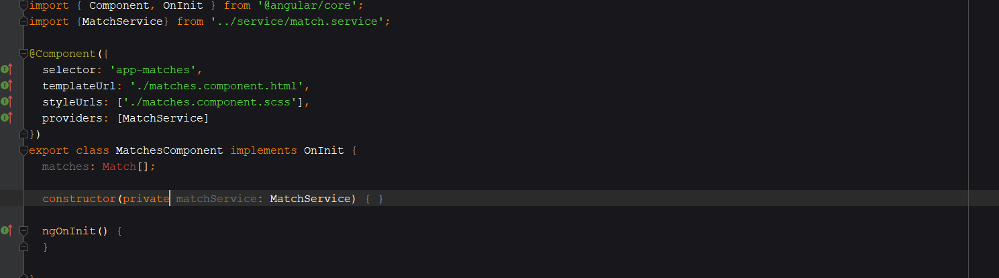 import { Component, OnInit } from '@angular/core';
import {MatchService} from '../service/match.service';
@Component({
  selector: 'app-matches',
  templateUrl: './matches.component.html',
  styleUrls: ['./matches.component.scss'],
  providers: [MatchService]
})
export class MatchesComponent implements OnInit {
  matches: Match[];
  constructor(private matchService: MatchService) { }
  ngOnInit() {
  }